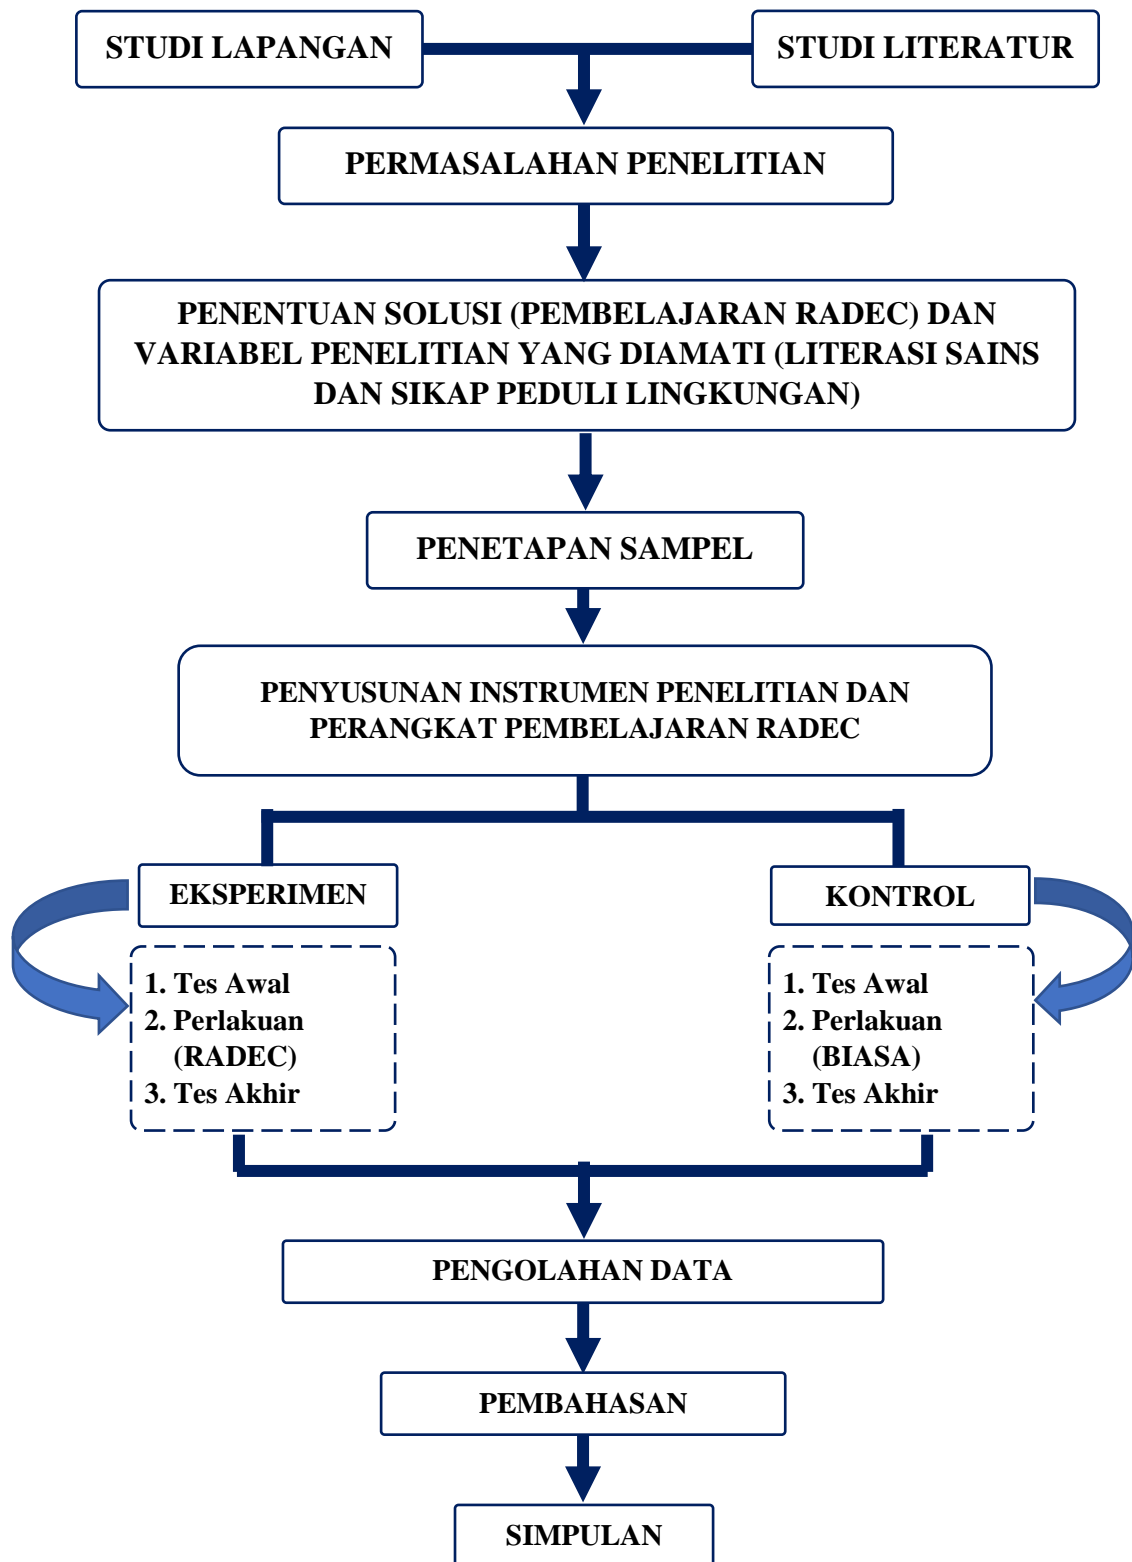 STUDI LAPANGAN
STUDI LITERATUR
PERMASALAHAN PENELITIAN
PENENTUAN SOLUSI (PEMBELAJARAN RADEC) DAN
VARIABEL PENELITIAN YANG DIAMATI (LITERASI SAINS
DAN SIKAP PEDULI LINGKUNGAN)
PENETAPAN SAMPEL
PENYUSUNAN INSTRUMEN PENELITIAN DAN
PERANGKAT PEMBELAJARAN RADEC
EKSPERIMEN
1. Tes Awal
2. Perlakuan
(RADEC)
3. Tes Akhir
KONTROL
1. Tes Awal
2. Perlakuan
(BIASA)
3. Tes Akhir
PENGOLAHAN DATA
PEMBAHASAN
SIMPULAN